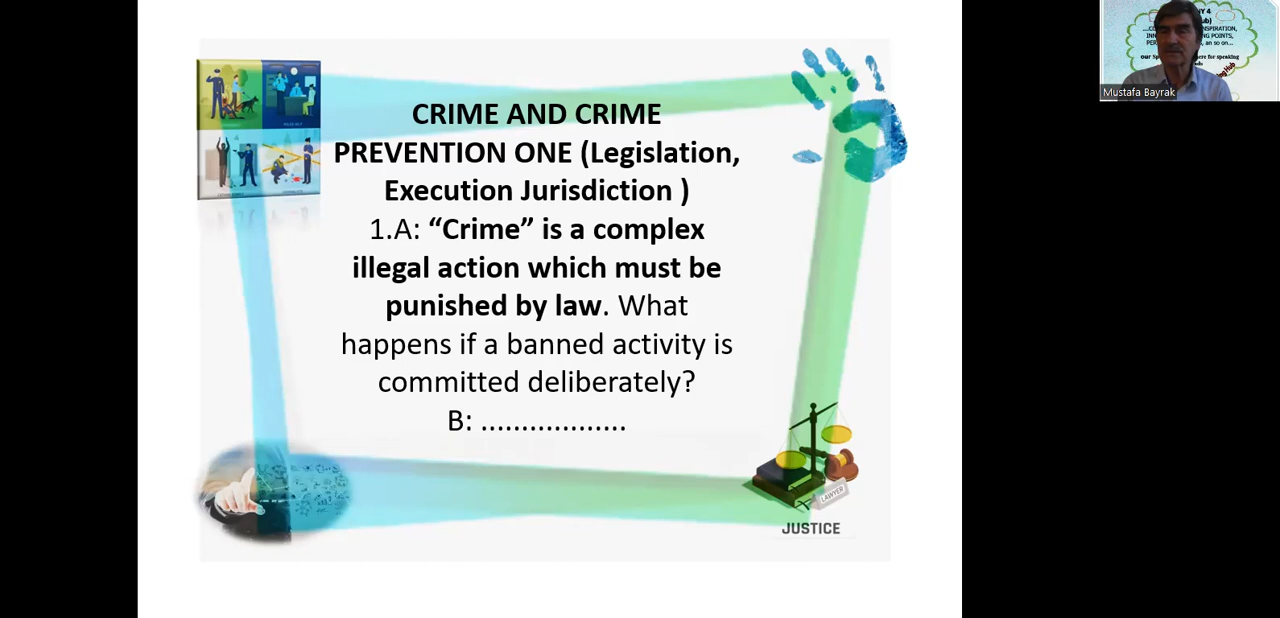 CRIME AND CRIME
PREVENTION ONE (Legislation,
Execution Jurisdiction )
1.A: “Crime” is a complex
illegal action which must be
punished by law. What
happens if a banned activity is
committed deliberately?
B: ..................
LAWYER
JUSTICE
Mustafa Bayrak